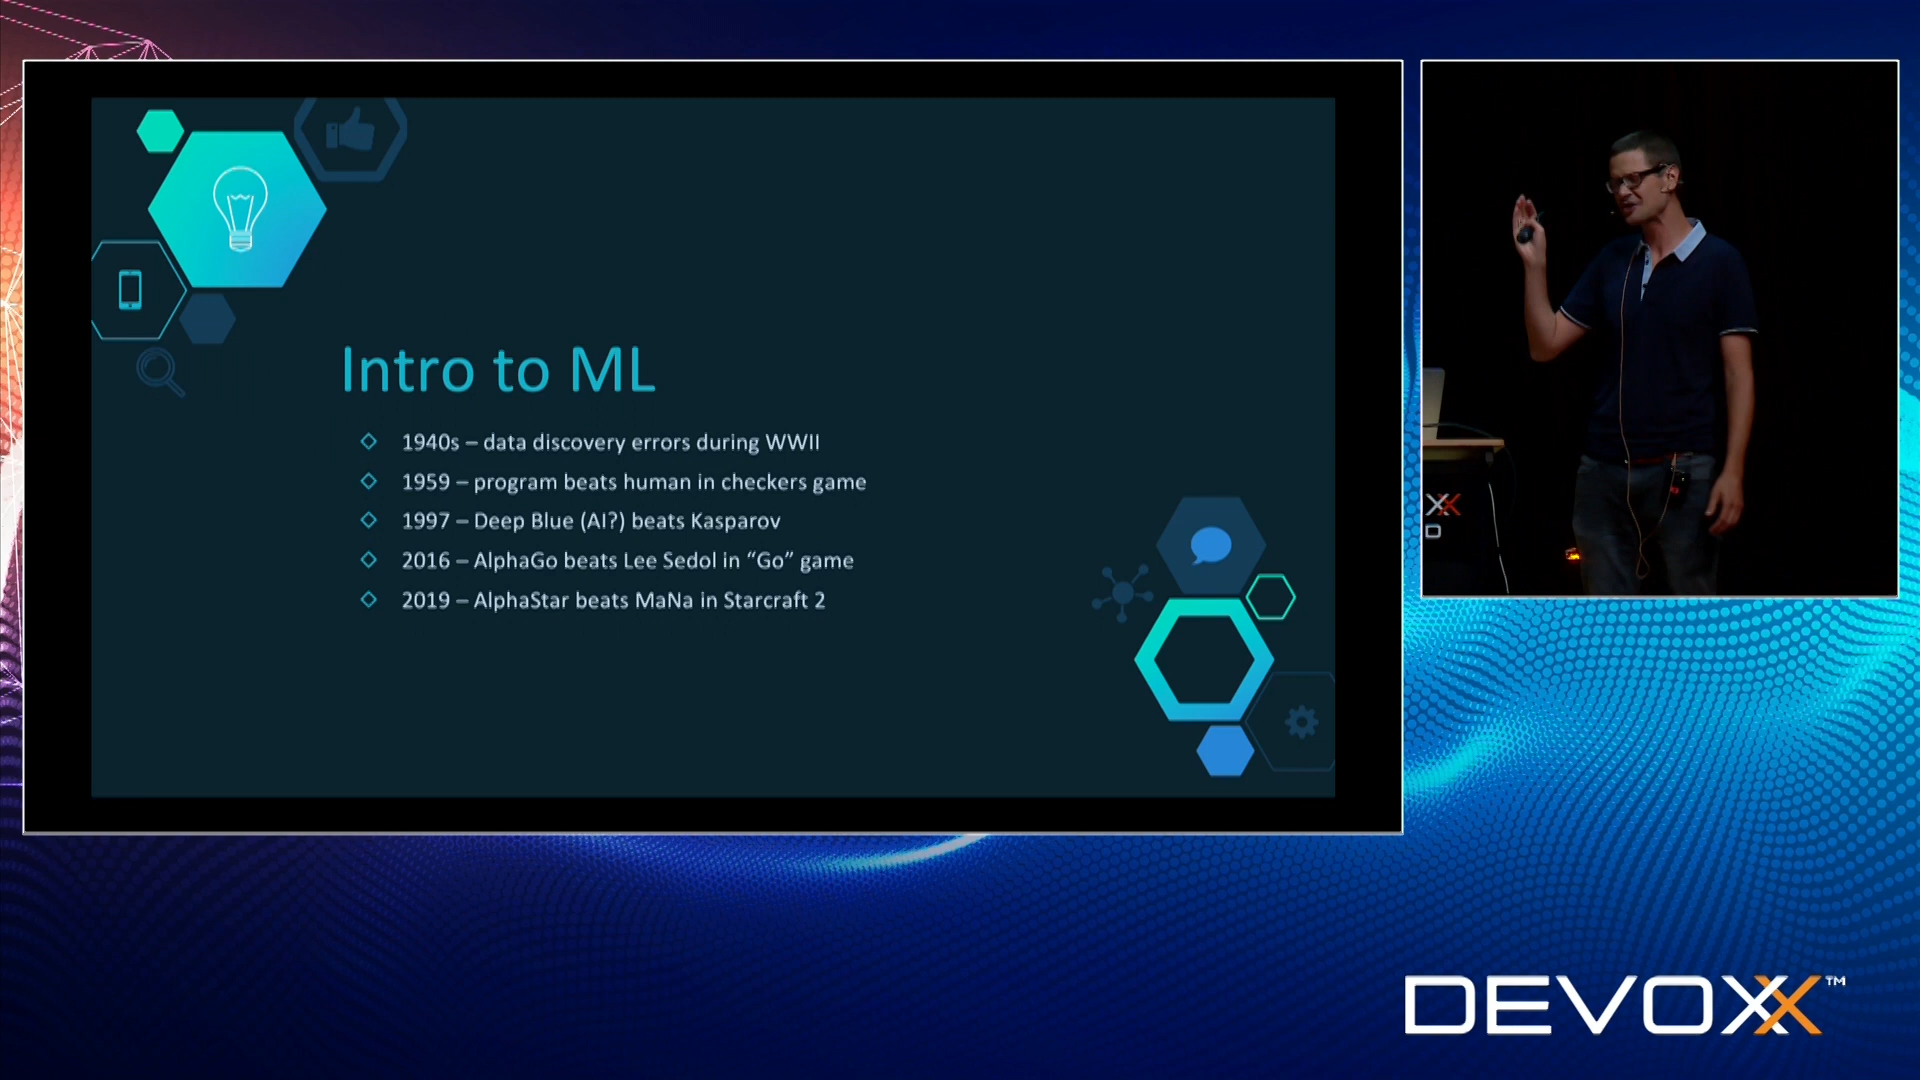 Intro to ML
1940s – data discovery errors during WWII
1959 – program beats human in checkers game
1997 – Deep Blue (AI?) beats Kasparov
2016 – AlphaGo beats Lee Sedol in “Go” game
2019 – AlphaStar beats MaNa in Starcraft 2
XX
D
DEVOXX™